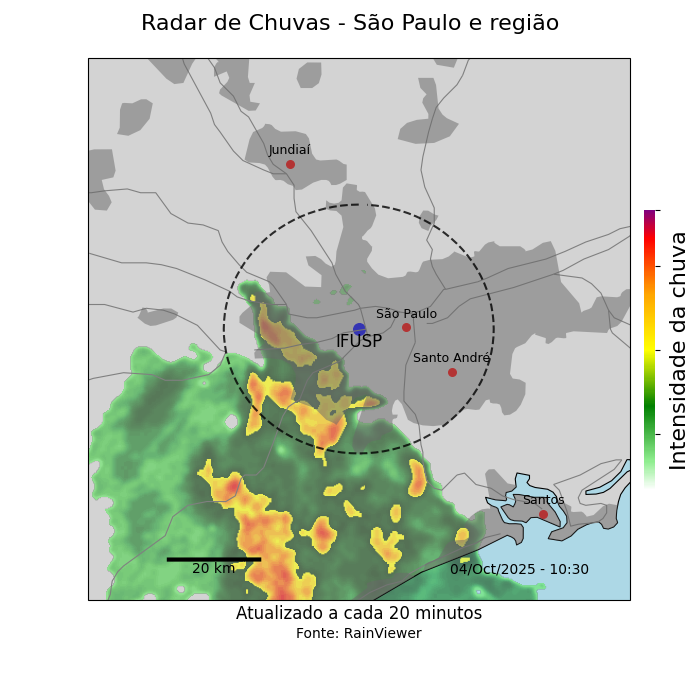 Radar de Chuvas - São Paulo e região
Jundiaí
São Paulo
IFUSP
Santo André
Santos
20 km
04/Oct/2025 - 10:30
Intensidade da chuva
Atualizado a cada 20 minutos
Fonte: RainViewer